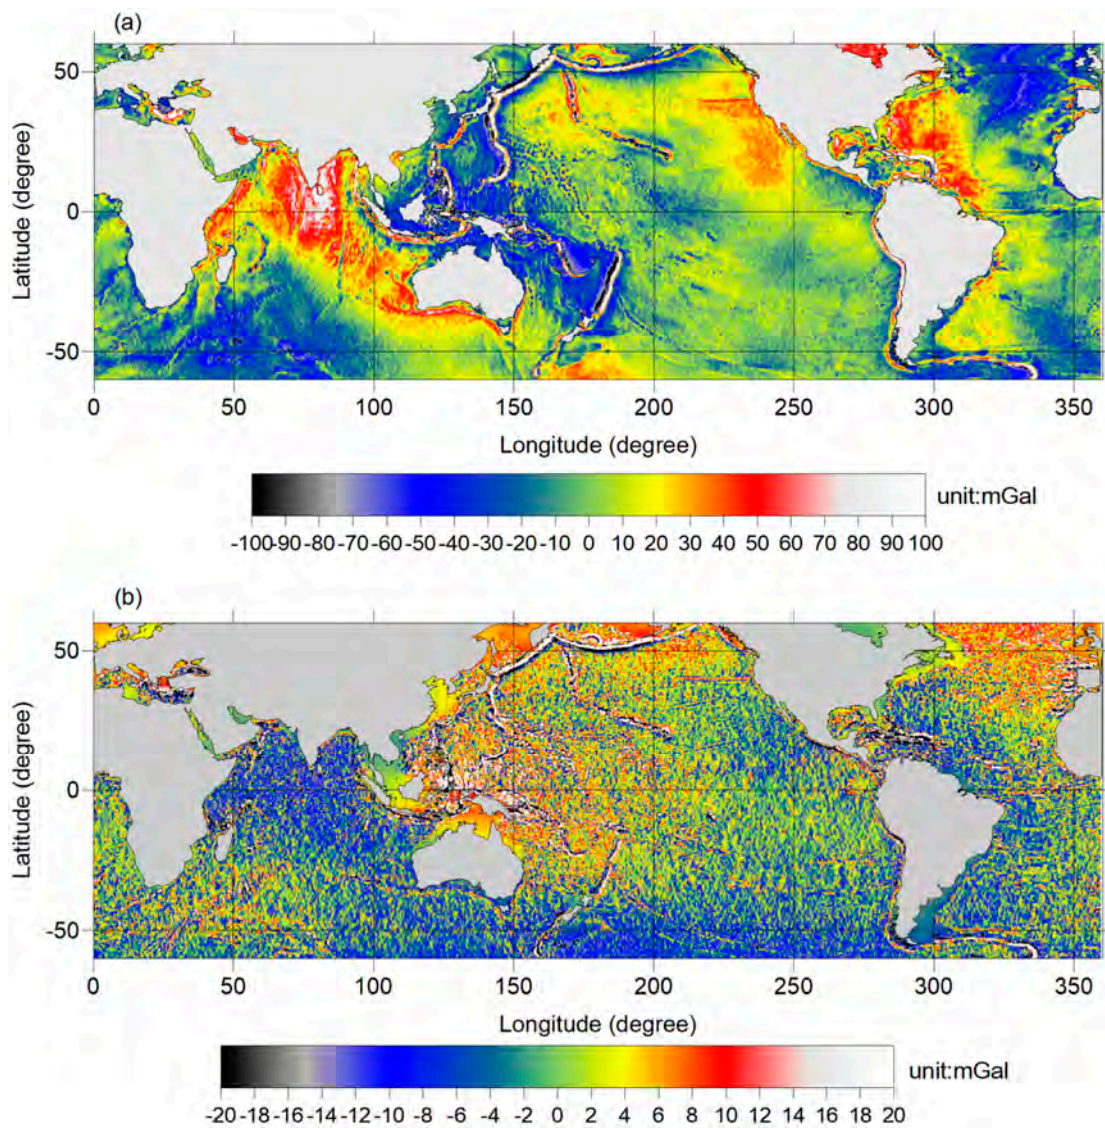 (a)
50
0
-50
Latitude (degree)
0 50 100 150 200 250 300 350
Longitude (degree)
unit:mGal
-100-90 -80 -70 -60 -50 -40 -30 -20 -10 0 10 20 30 40 50 60 70 80 90 100
(b)
50
0
-50
Latitude (degree)
0 50 100 150 200 250 300 350
Longitude (degree)
unit:mGal
-20 -18 -16 -14 -12 -10 -8 -6 -4 -2 0 2 4 6 8 10 12 14 16 18 20